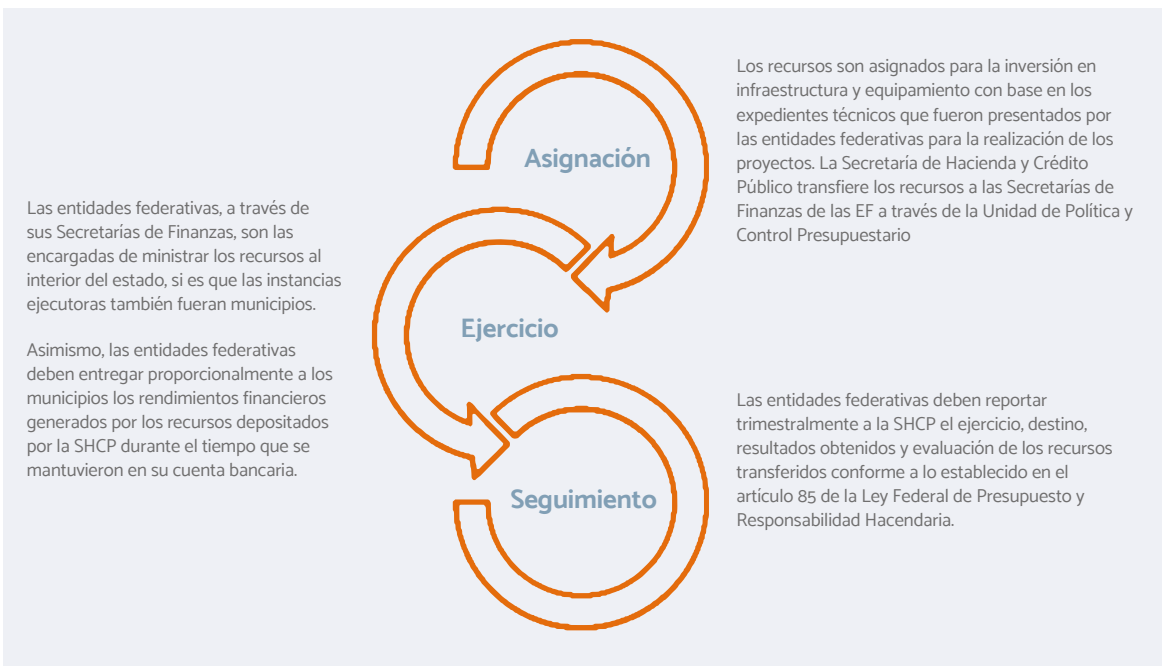 Asignación
Los recursos son asignados para la inversión en
infraestructura y equipamiento con base en los
expedientes técnicos que fueron presentados por
las entidades federativas para la realización de los
proyectos. La Secretaría de Hacienda y Crédito
Público transfiere los recursos a las Secretarías de
Finanzas de las EF a través de la Unidad de Política y
Control Presupuestario
Las entidades federativas, a través de
sus Secretarías de Finanzas, son las
encargadas de ministrar los recursos al
interior del estado, si es que las instancias
ejecutoras también fueran municipios.
Asimismo, las entidades federativas
deben entregar proporcionalmente a los
municipios los rendimientos financieros
generados por los recursos depositados
por la SHCP durante el tiempo que se
mantuvieron en su cuenta bancaria.
Ejercicio
Seguimiento
Las entidades federativas deben reportar
trimestralmente a la SHCP el ejercicio, destino,
resultados obtenidos y evaluación de los recursos
transferidos conforme a lo establecido en el
artículo 85 de la Ley Federal de Presupuesto y
Responsabilidad Hacendaria.